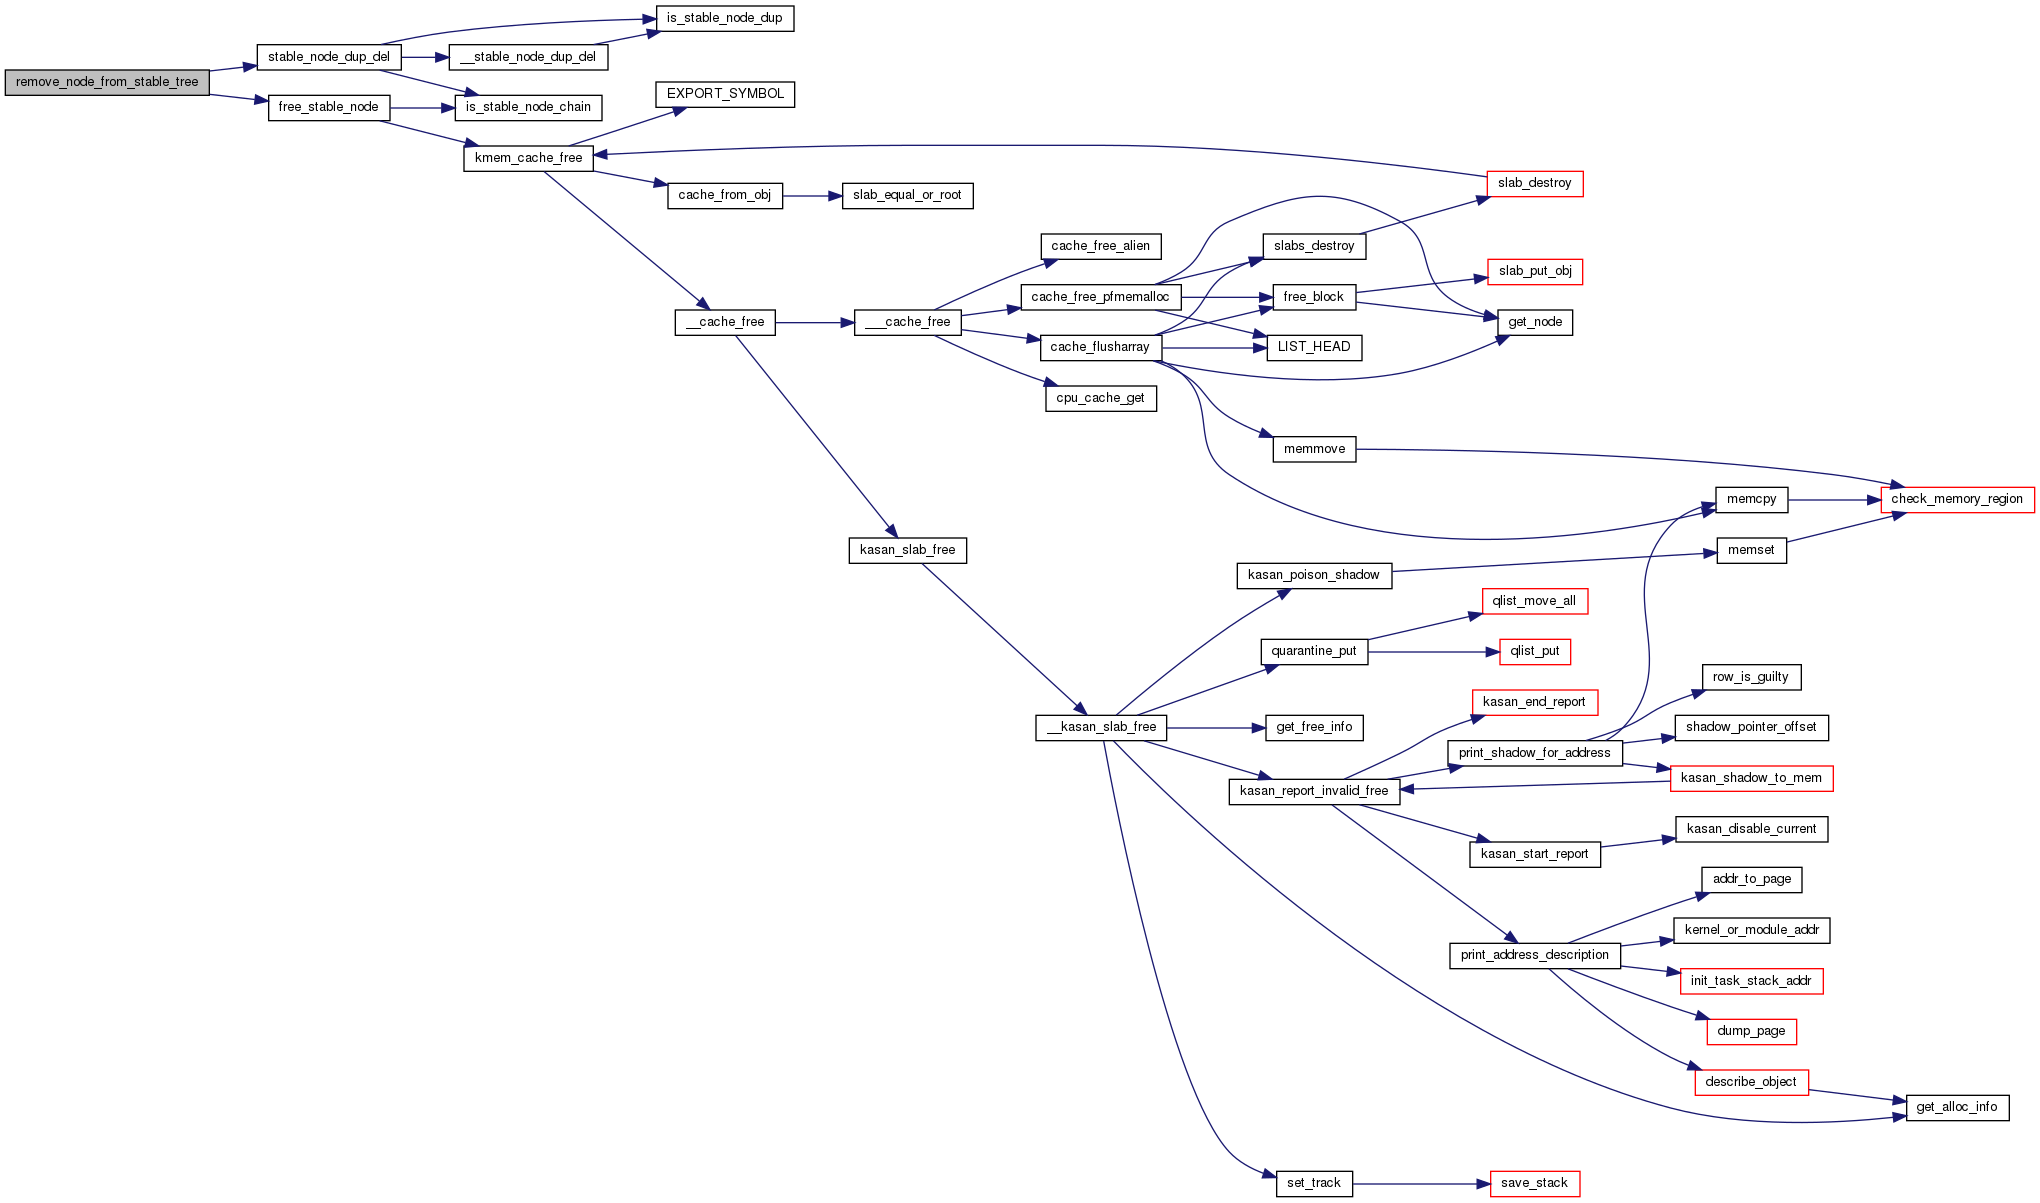 is_stable_node_dup
stable_node_dup_del
__stable_node_dup_del
remove_node_from_stable_tree
EXPORT_SYMBOL
free_stable_node
is_stable_node_chain
kmem_cache_free
slab_destroy
cache_from_obj
slab_equal_or_root
cache_free_alien
slabs_destroy
slab_put_obj
cache_free_pfmemalloc
free_block
__cache_free
___cache_free
get_node
cache_flusharray
LIST_HEAD
cpu_cache_get
memmove
memcpy
check_memory_region
kasan_slab_free
memset
kasan_poison_shadow
qlist_move_all
quarantine_put
qlist_put
row_is_guilty
kasan_end_report
__kasan_slab_free
get_free_info
shadow_pointer_offset
print_shadow_for_address
kasan_shadow_to_mem
kasan_report_invalid_free
kasan_disable_current
kasan_start_report
addr_to_page
kernel_or_module_addr
print_address_description
init_task_stack_addr
dump_page
describe_object
get_alloc_info
set_track
save_stack